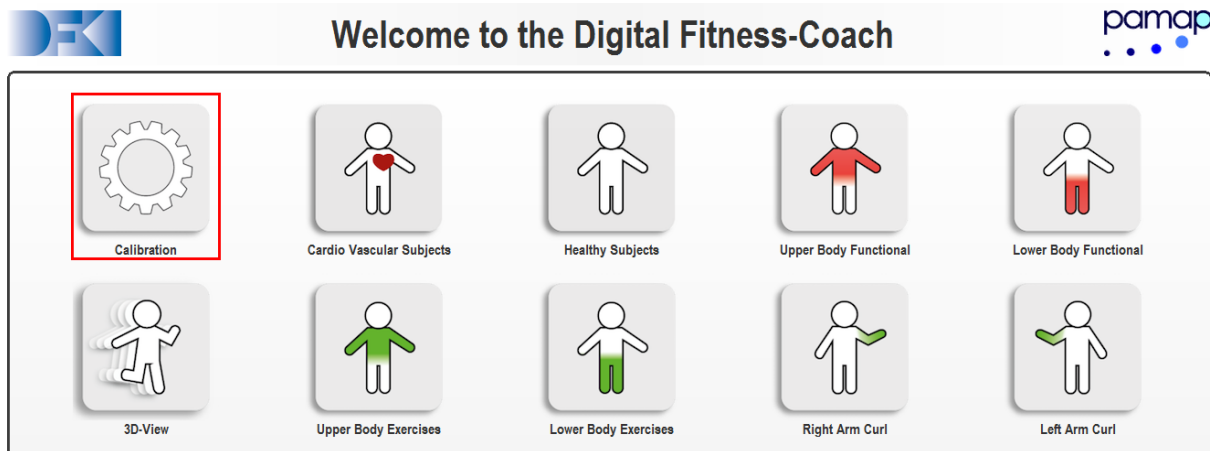 DFKI
Welcome to the Digital Fitness-Coach
pamap
Calibration
Cardio Vascular Subjects
Healthy Subjects
Upper Body Functional
Lower Body Functional
3D-View
Upper Body Exercises
Lower Body Exercises
Right Arm Curl
Left Arm Curl